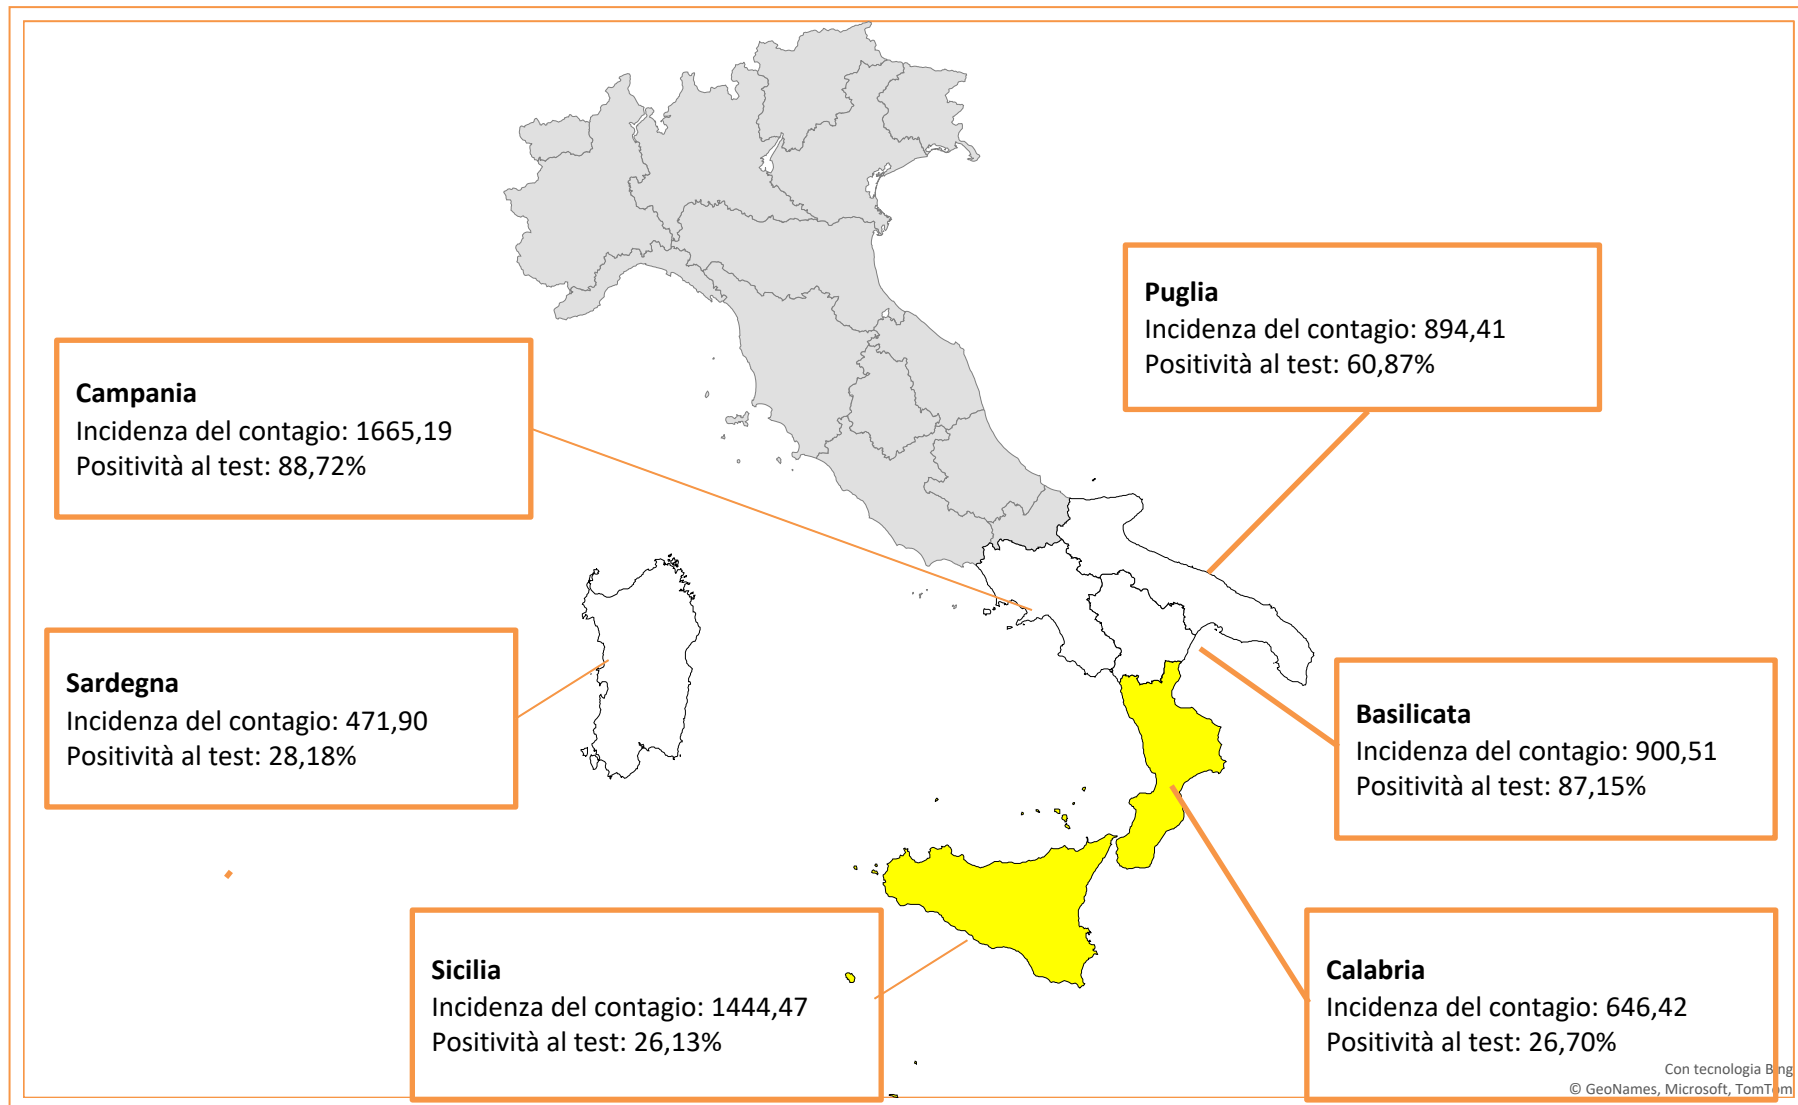 Puglia
Incidenza del contagio: 894,41
Positività al test: 60,87%
Campania
Incidenza del contagio: 1665,19
Positività al test: 88,72%
Sardegna
Incidenza del contagio: 471,90
Positività al test: 28,18%
Basilicata
Incidenza del contagio: 900,51
Positività al test: 87,15%
Sicilia
Incidenza del contagio: 1444,47
Positività al test: 26,13%
Calabria
Incidenza del contagio: 646,42
Positività al test: 26,70%
Con tecnologia Bing
© GeoNames, Microsoft, TomTom